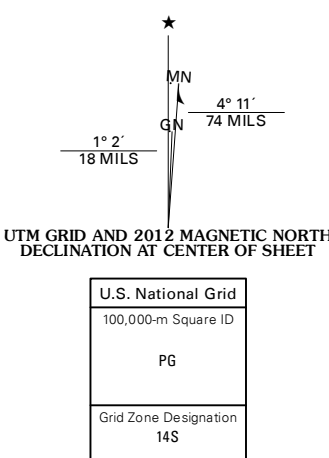 MN
4° 11´
74 MILS
GN
1° 2´
18 MILS
UTM GRID AND 2012 MAGNETIC NORTH
DECLINATION AT CENTER OF SHEET
U.S. National Grid
100,000-m Square ID
PG
Grid Zone Designation
14S